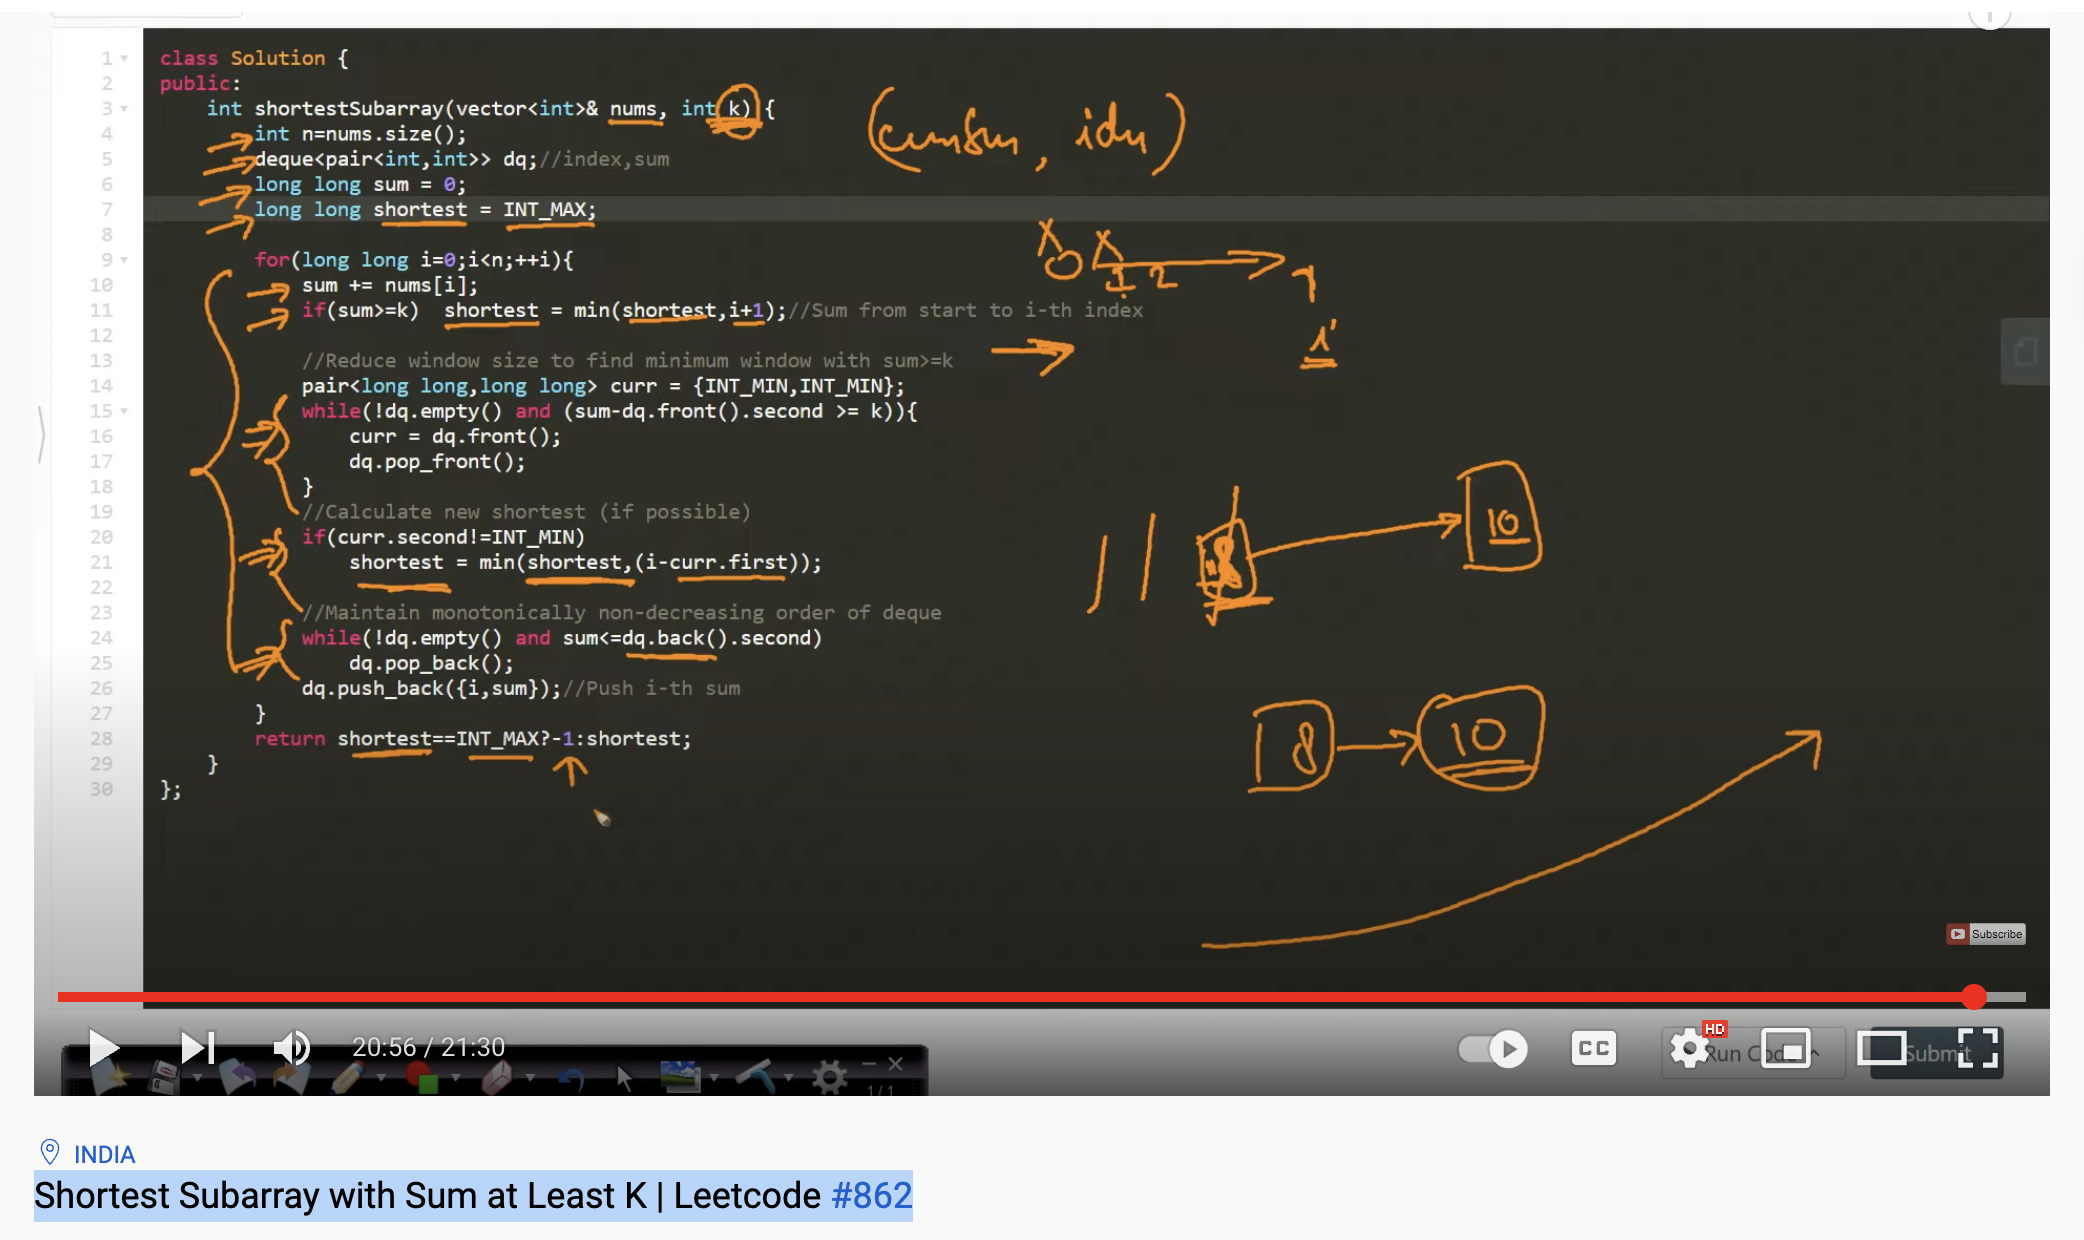 1 class Solution {
2 public:
3 int shortestSubarray(vector<int>& nums, int k) {
4 int n=nums.size();
5 deque<pair<int,int>> dq;//index,sum
6 long long sum = 0;
7 long long shortest = INT_MAX;
8
9 for(long long i=0;i<n;++i){
10 sum += nums[i];
11 if(sum>=k) shortest = min(shortest,i+1);//Sum from start to i-th index
12
13 //Reduce window size to find minimum window with sum>=k
14 pair<long long,long long> curr = {INT_MIN,INT_MIN};
15 while(!dq.empty() and (sum-dq.front().second >= k)){
16 curr = dq.front();
17 dq.pop_front();
18 }
19 //Calculate new shortest (if possible)
20 if(curr.second!=INT_MIN)
21 shortest = min(shortest,(i-curr.first));
22
23 //Maintain monotonically non-decreasing order of deque
24 while(!dq.empty() and sum<=dq.back().second)
25 dq.pop_back();
26 dq.push_back({i,sum});//Push i-th sum
27 }
28 return shortest==INT_MAX?-1:shortest;
29 }
30 };
0 1 2
8 10
8 10
Subscribe
20:56 / 21:30
CC
HD
Run Code
Submit
1/1
INDIA
Shortest Subarray with Sum at Least K | Leetcode #862